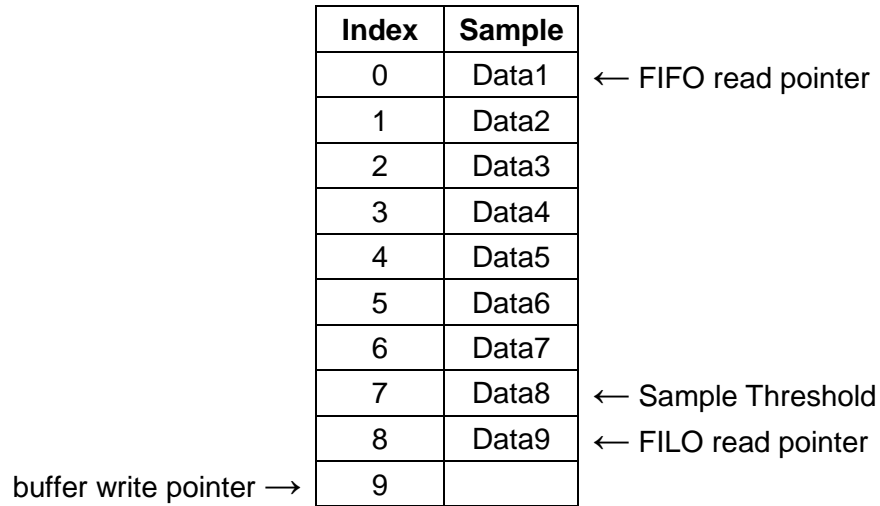 Index Sample
0 Data1 ← FIFO read pointer
1 Data2
2 Data3
3 Data4
4 Data5
5 Data6
6 Data7
7 Data8 ← Sample Threshold
8 Data9 ← FILO read pointer
buffer write pointer → 9